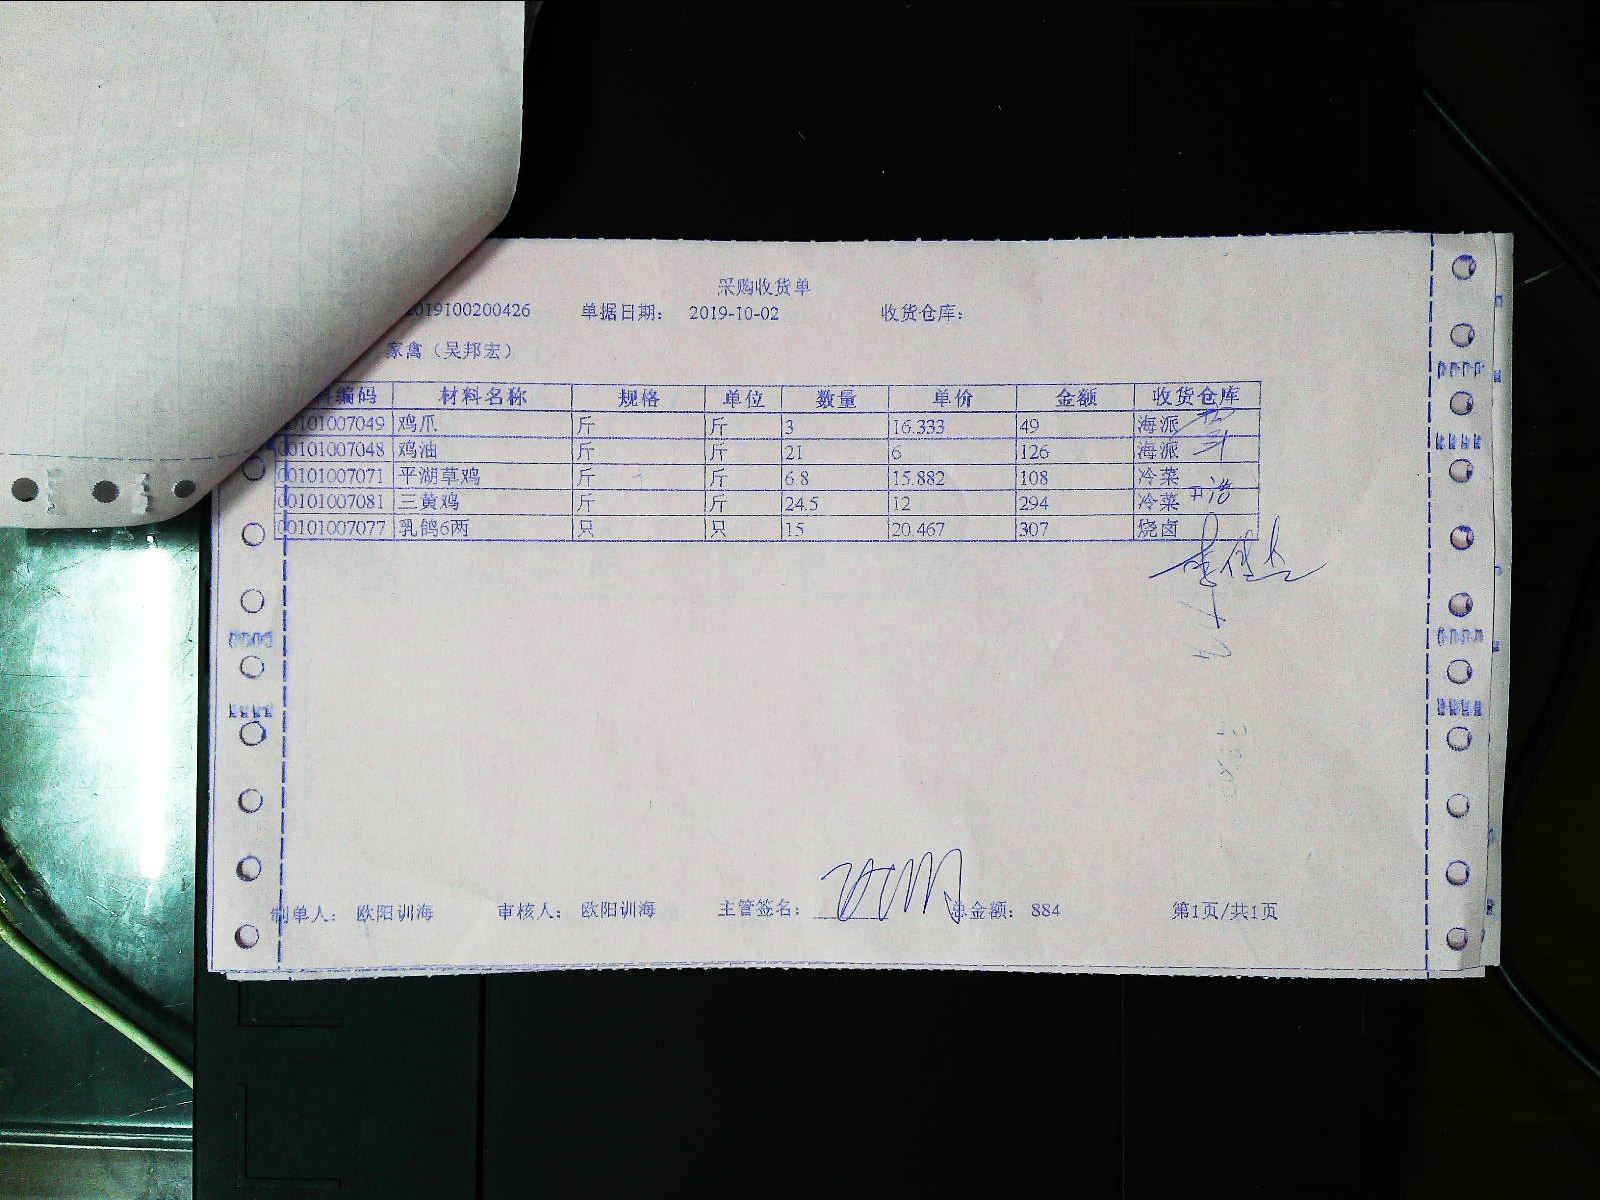 采购收货单
2019100200426 单据日期： 2019-10-02 收货仓库：
家禽（吴邦宏）
编码 材料名称 规格 单位 数量 单价 金额 收货仓库
00101007049 鸡爪 斤 斤 3 16.333 49 海派
00101007048 鸡油 斤 斤 21 6 126 海派
00101007071 平湖草鸡 斤 斤 6.8 15.882 108 冷菜
00101007081 三黄鸡 斤 斤 24.5 12 294 冷菜
00101007077 乳鸽6两 只 只 15 20.467 307 烧卤
制单人： 欧阳训海 审核人： 欧阳训海 主管签名： 总金额： 884 第1页/共1页